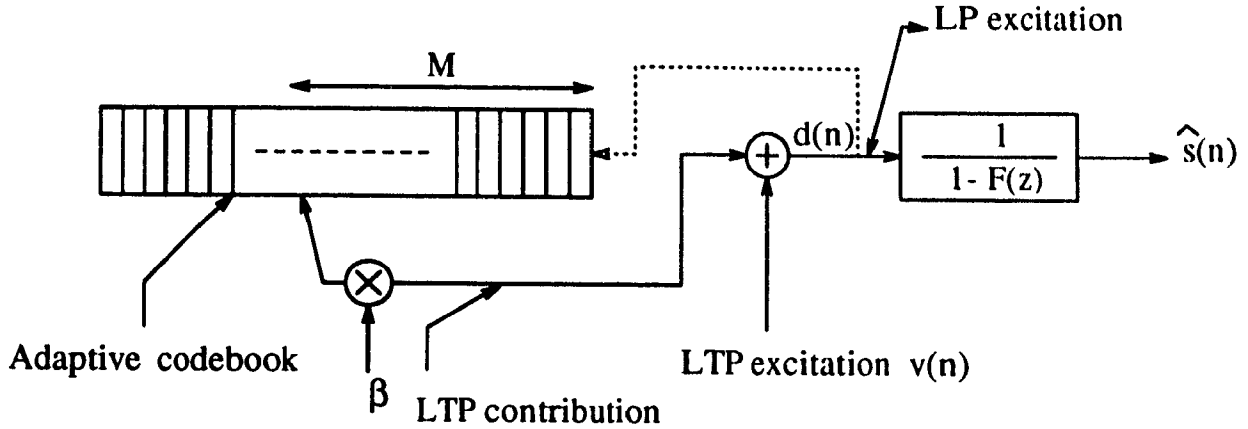 LP excitation
M
d(n)
1
1- F(z)
ŝ(n)
Adaptive codebook
β
LTP contribution
LTP excitation v(n)